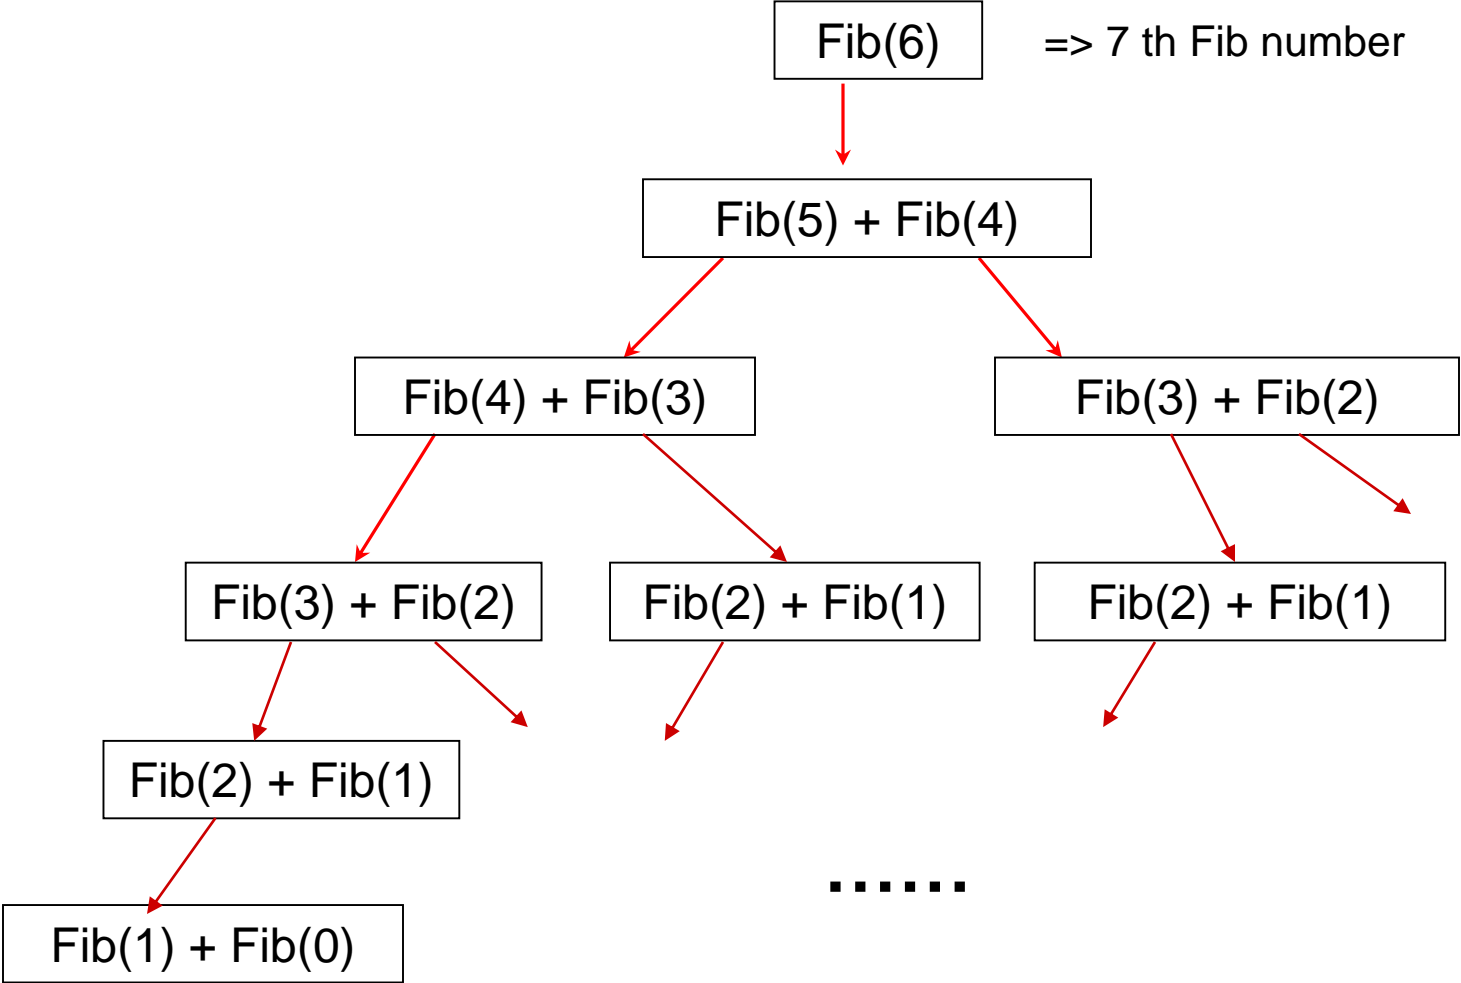 Fib(6)
=> 7 th Fib number
Fib(5) + Fib(4)
Fib(4) + Fib(3)
Fib(3) + Fib(2)
Fib(3) + Fib(2)
Fib(2) + Fib(1)
Fib(2) + Fib(1)
Fib(2) + Fib(1)
......
Fib(1) + Fib(0)